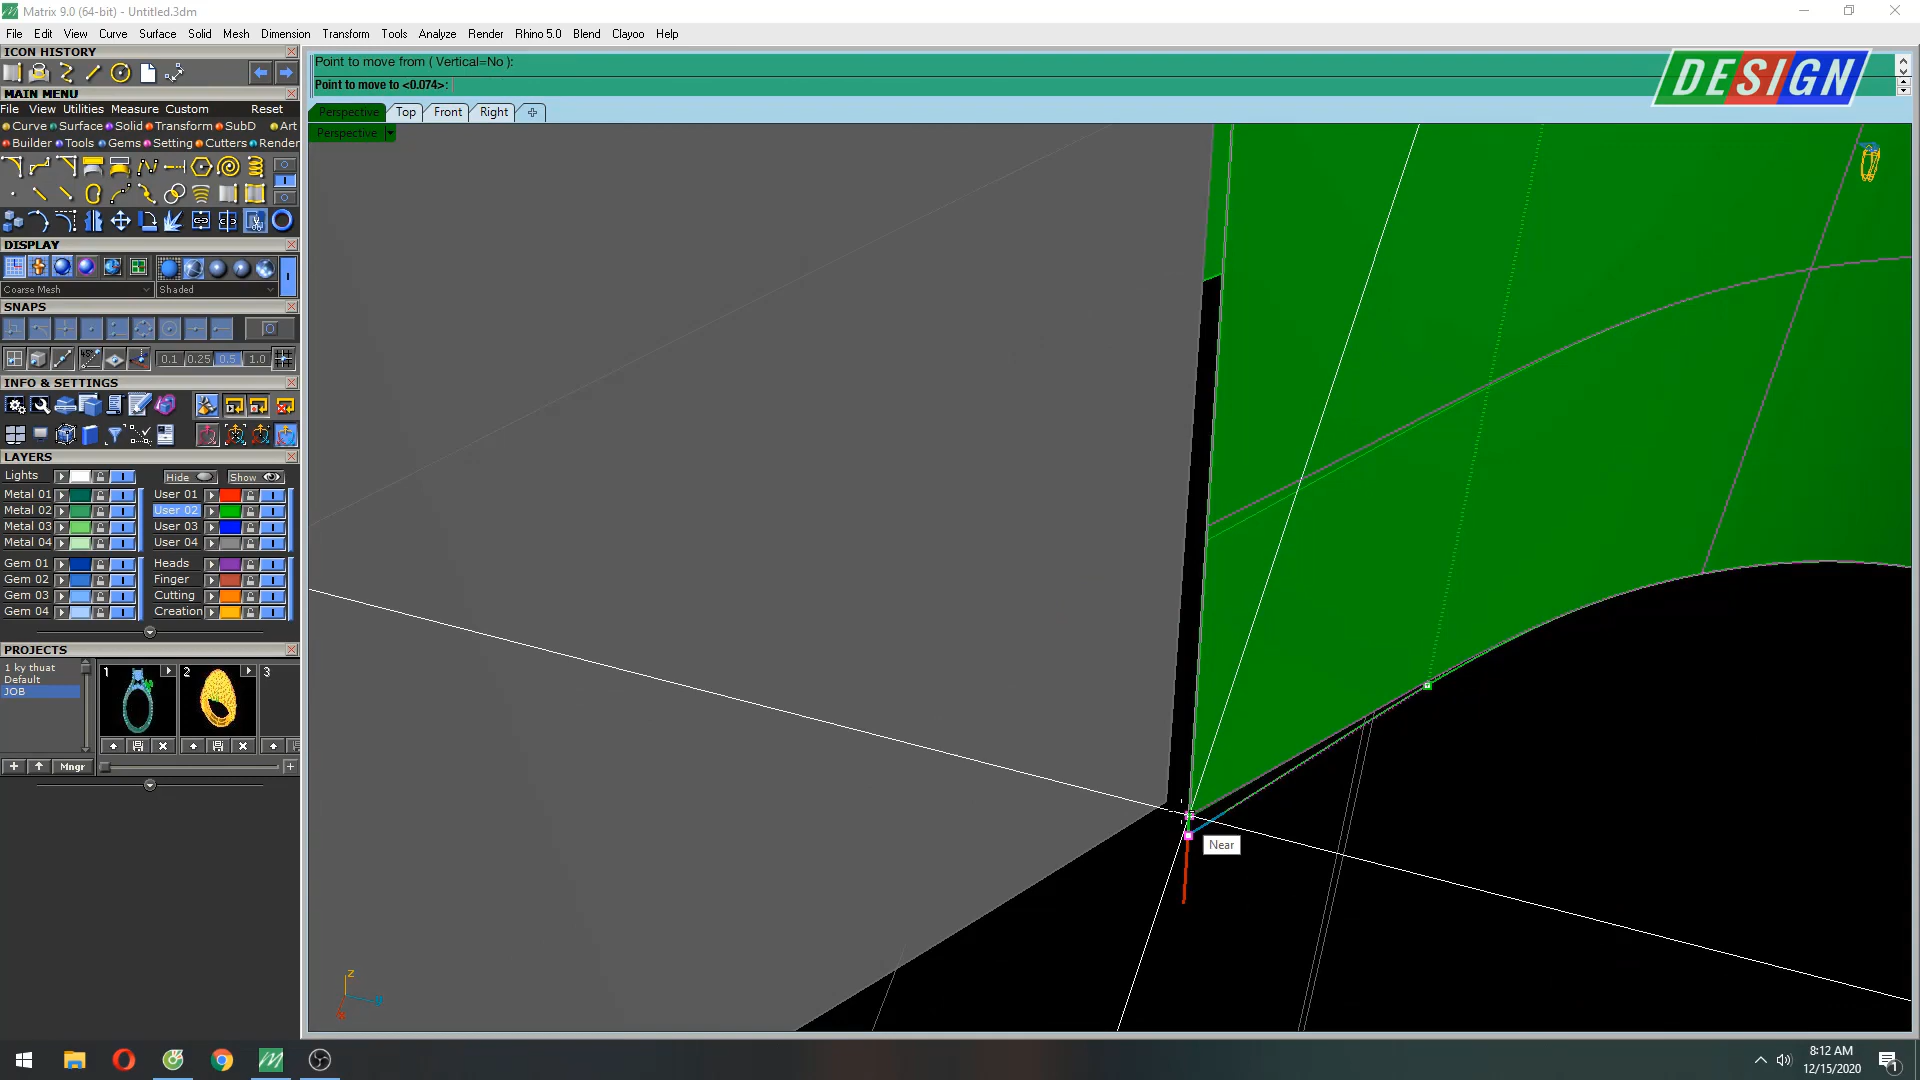 Matrix 9.0 (64-bit) - Untitled.3dm
File Edit View Curve Surface Solid Mesh Dimension Transform Tools Analyze Render Rhino 5.0 Blend Clayoo Help
ICON HISTORY
Point to move from ( Vertical=No ):
Point to move to <0.074>:
DESIGN
MAIN MENU
File View Utilities Measure Custom Reset
Curve Surface Solid Transform SubD Art
Builder Tools Gems Setting Cutters Render
Perspective Top Front Right
Perspective
DISPLAY
Coarse Mesh Shaded
SNAPS
0.1 0.25 0.5 1.0
INFO & SETTINGS
LAYERS
Lights Hide Show
Metal 01 User 01
Metal 02 User 02
Metal 03 User 03
Metal 04 User 04
Gem 01 Heads
Gem 02 Finger
Gem 03 Cutting
Gem 04 Creation
PROJECTS
1 ky thuat
Default
JOB
1 2 3
Mngr
Near
z
8:12 AM
12/15/2020
1